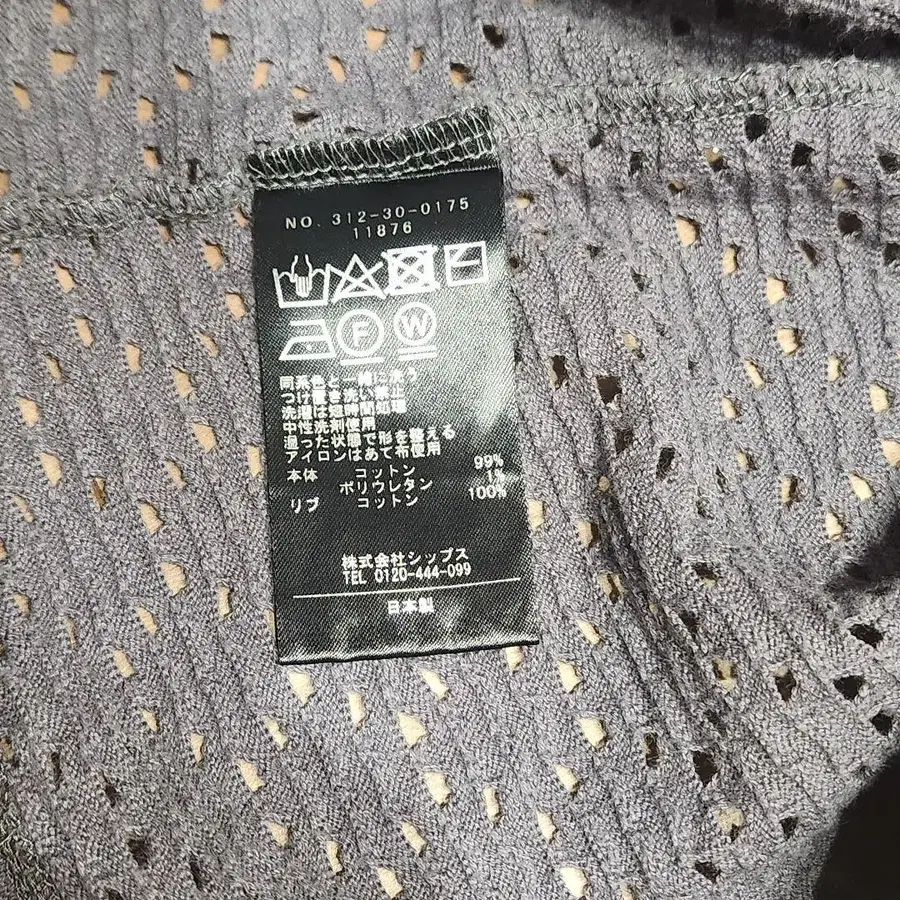 NO. 312-30-0175
11876
F W
同系色と一緒に洗う
つけ置き洗い禁止
洗濯は短時間処理
中性洗剤使用
湿った状態で形を整える
アイロンはあて布使用
本体 コットン 99%
ポリウレタン 1%
リブ コットン 100%
株式会社シップス
TEL 0120-444-099
日本製